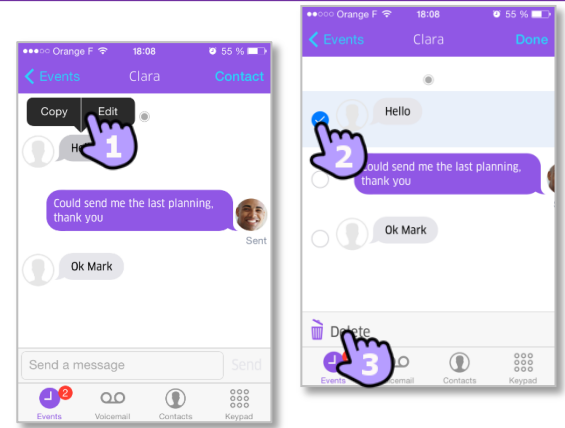 Orange F 18:08 55 %
Events Clara Contact
Copy Edit
1
Could send me the last planning,
thank you
Sent
Ok Mark
Send a message Send
2
Events Voicemail Contacts Keypad
Orange F 18:08 55 %
Events Clara Done
Hello
2
could send me the last planning,
thank you
Ok Mark
Delete
3
Events Contacts Keypad